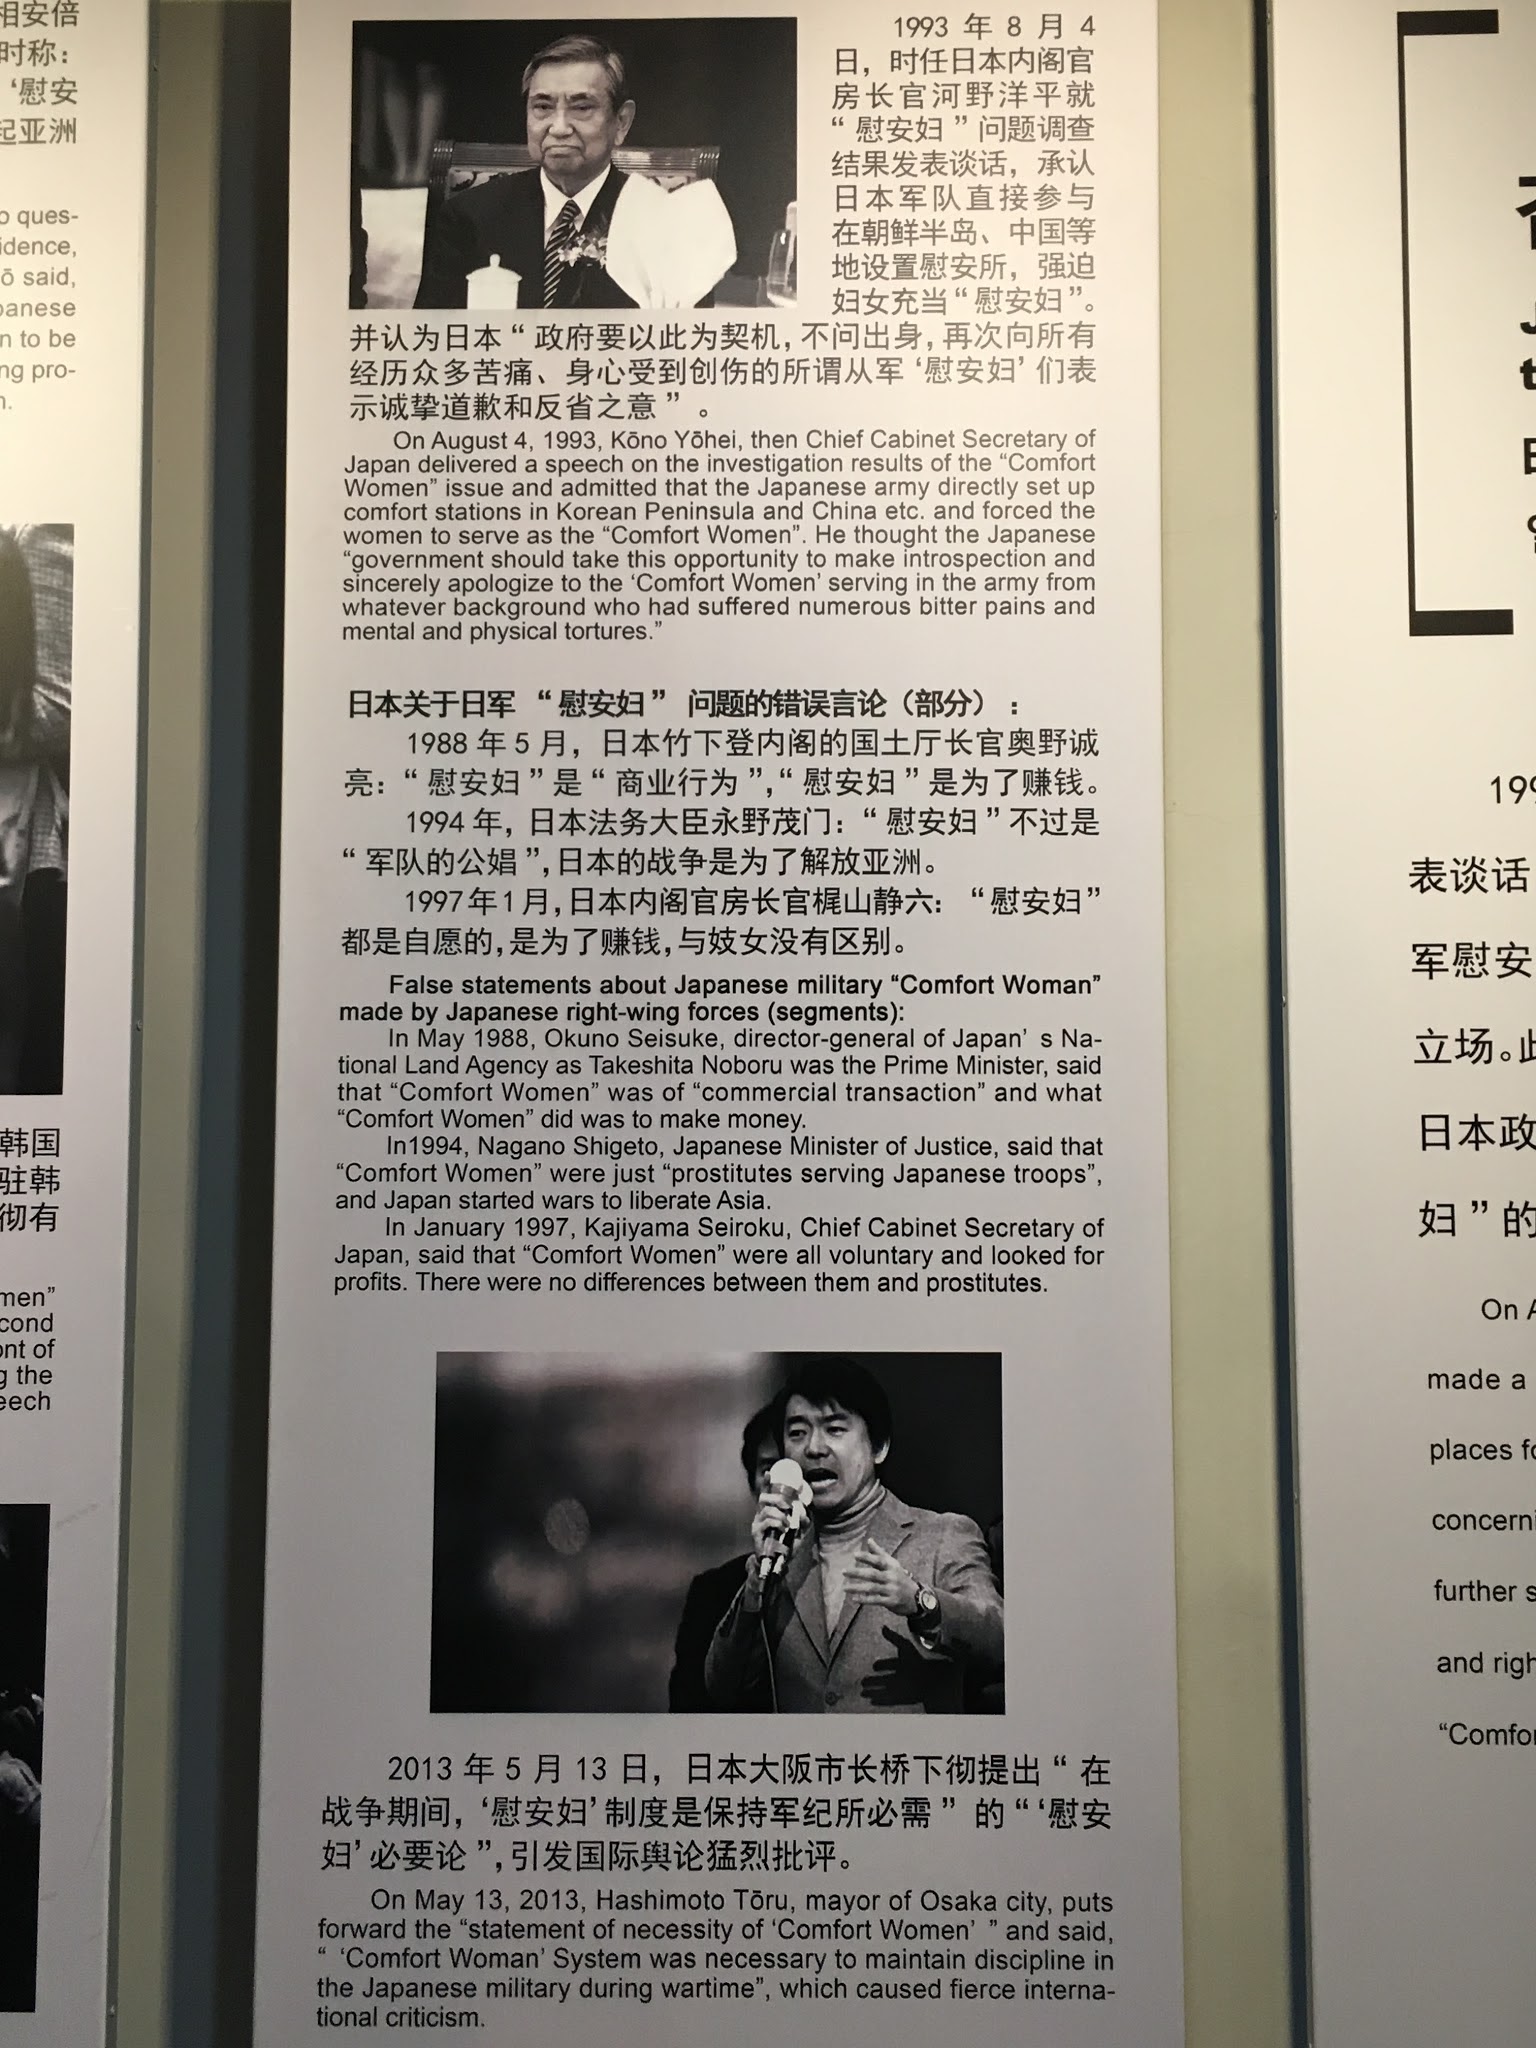 相安倍
时称：
‘慰安
起亚洲
o ques-
idence,
ō said,
panese
n to be
ng pro-
n.
韩国
驻韩
彻有
men”
cond
ont of
g the
eech
1993 年 8 月 4
日，时任日本内阁官
房长官河野洋平就
“慰安妇”问题调查
结果发表谈话，承认
日本军队直接参与
在朝鲜半岛、中国等
地设置慰安所，强迫
妇女充当“慰安妇”。
并认为日本“政府要以此为契机，不问出身，再次向所有
经历众多苦痛、身心受到创伤的所谓从军‘慰安妇’们表
示诚挚道歉和反省之意”。
On August 4, 1993, Kōno Yōhei, then Chief Cabinet Secretary of
Japan delivered a speech on the investigation results of the “Comfort
Women” issue and admitted that the Japanese army directly set up
comfort stations in Korean Peninsula and China etc. and forced the
women to serve as the “Comfort Women”. He thought the Japanese
“government should take this opportunity to make introspection and
sincerely apologize to the ‘Comfort Women’ serving in the army from
whatever background who had suffered numerous bitter pains and
mental and physical tortures.”
日本关于日军“慰安妇”问题的错误言论（部分）：
1988 年 5 月，日本竹下登内阁的国土厅长官奥野诚
亮：“慰安妇”是“商业行为”，“慰安妇”是为了赚钱。
1994 年，日本法务大臣永野茂门：“慰安妇”不过是
“军队的公娼”，日本的战争是为了解放亚洲。
1997年1月，日本内阁官房长官梶山静六：“慰安妇”
都是自愿的，是为了赚钱，与妓女没有区别。
False statements about Japanese military “Comfort Woman”
made by Japanese right-wing forces (segments):
In May 1988, Okuno Seisuke, director-general of Japan’ s Na-
tional Land Agency as Takeshita Noboru was the Prime Minister, said
that “Comfort Women” was of “commercial transaction” and what
“Comfort Women” did was to make money.
In1994, Nagano Shigeto, Japanese Minister of Justice, said that
“Comfort Women” were just “prostitutes serving Japanese troops”,
and Japan started wars to liberate Asia.
In January 1997, Kajiyama Seiroku, Chief Cabinet Secretary of
Japan, said that “Comfort Women” were all voluntary and looked for
profits. There were no differences between them and prostitutes.
2013 年 5 月 13 日，日本大阪市长桥下彻提出“在
战争期间，‘慰安妇’制度是保持军纪所必需”的“‘慰安
妇’必要论”，引发国际舆论猛烈批评。
On May 13, 2013, Hashimoto Tōru, mayor of Osaka city, puts
forward the “statement of necessity of ‘Comfort Women’ ” and said,
“ ‘Comfort Woman’ System was necessary to maintain discipline in
the Japanese military during wartime”, which caused fierce interna-
tional criticism.
199
表谈话
军慰安
立场。此
日本政
妇”的
On A
made a
places fo
concerni
further s
and righ
“Comfor